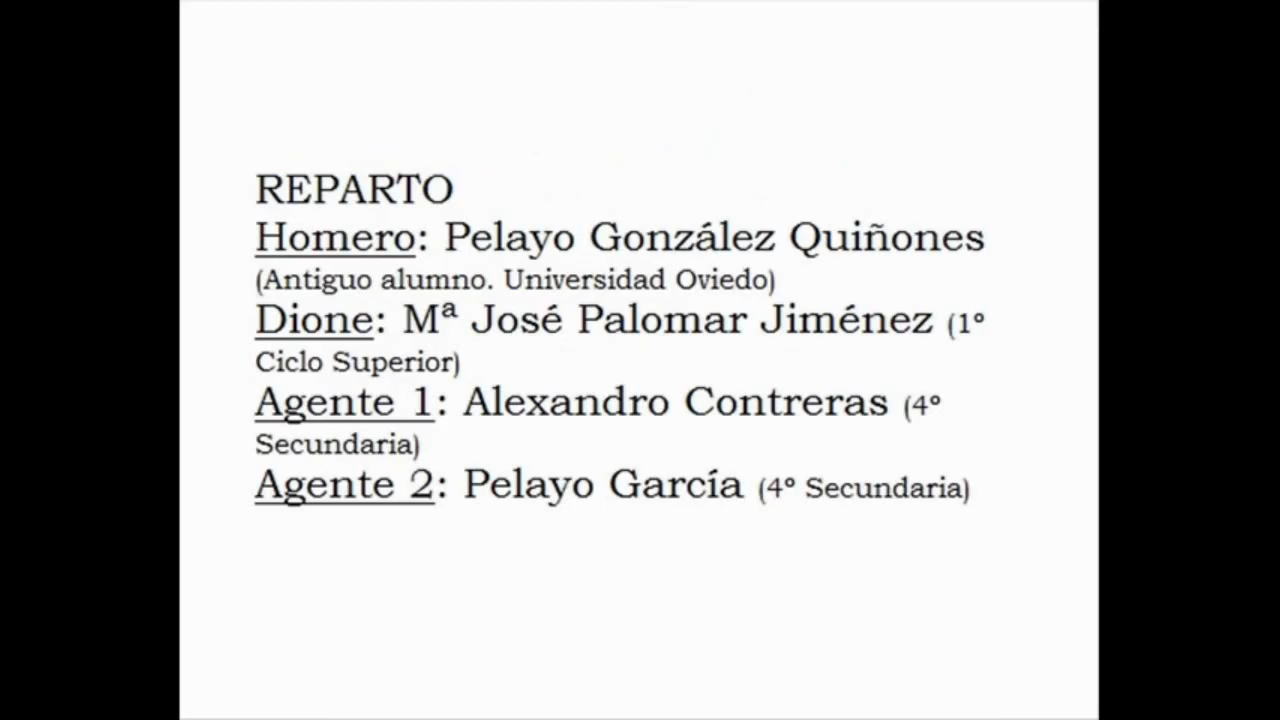 REPARTO
Homero: Pelayo González Quiñones
(Antiguo alumno. Universidad Oviedo)
Dione: Mª José Palomar Jiménez (1º
Ciclo Superior)
Agente 1: Alexandro Contreras (4º
Secundaria)
Agente 2: Pelayo García (4º Secundaria)